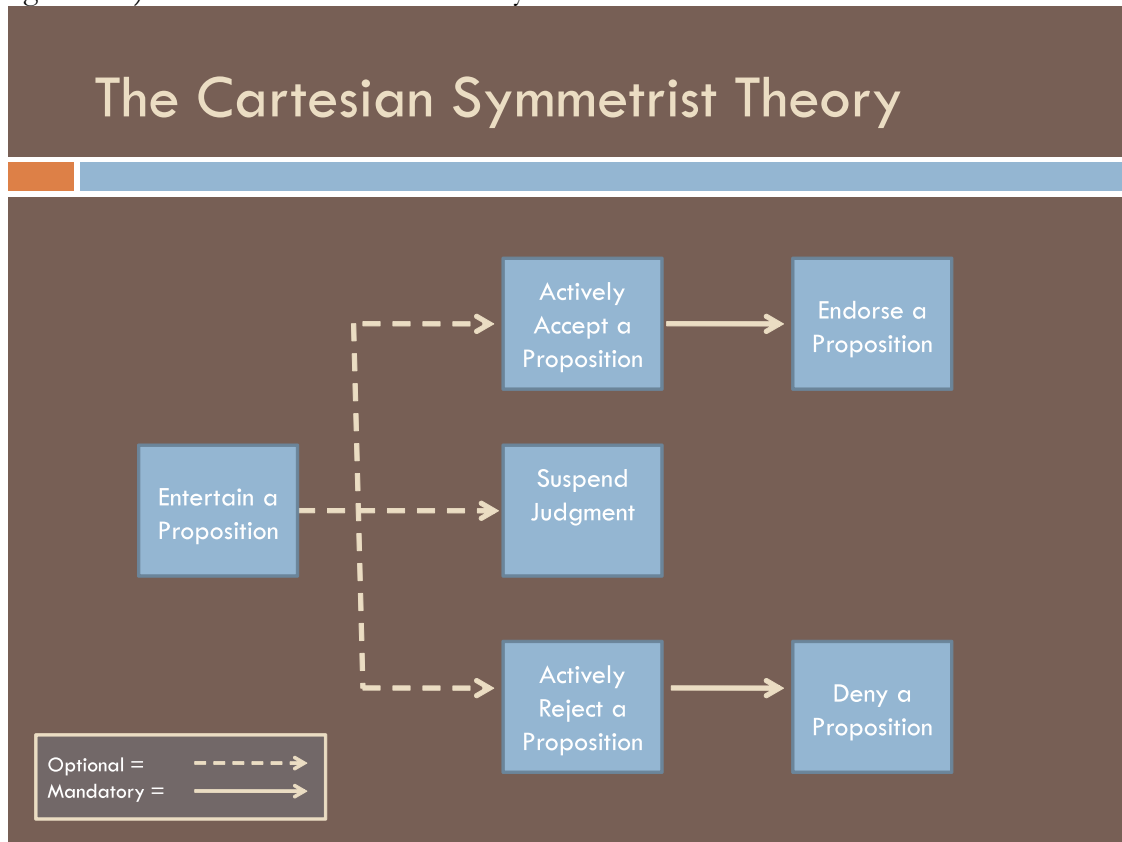 The Cartesian Symmetrist Theory
Actively
Accept a
Proposition
Endorse a
Proposition
Entertain a
Proposition
Suspend
Judgment
Actively
Reject a
Proposition
Deny a
Proposition
Optional =
Mandatory =